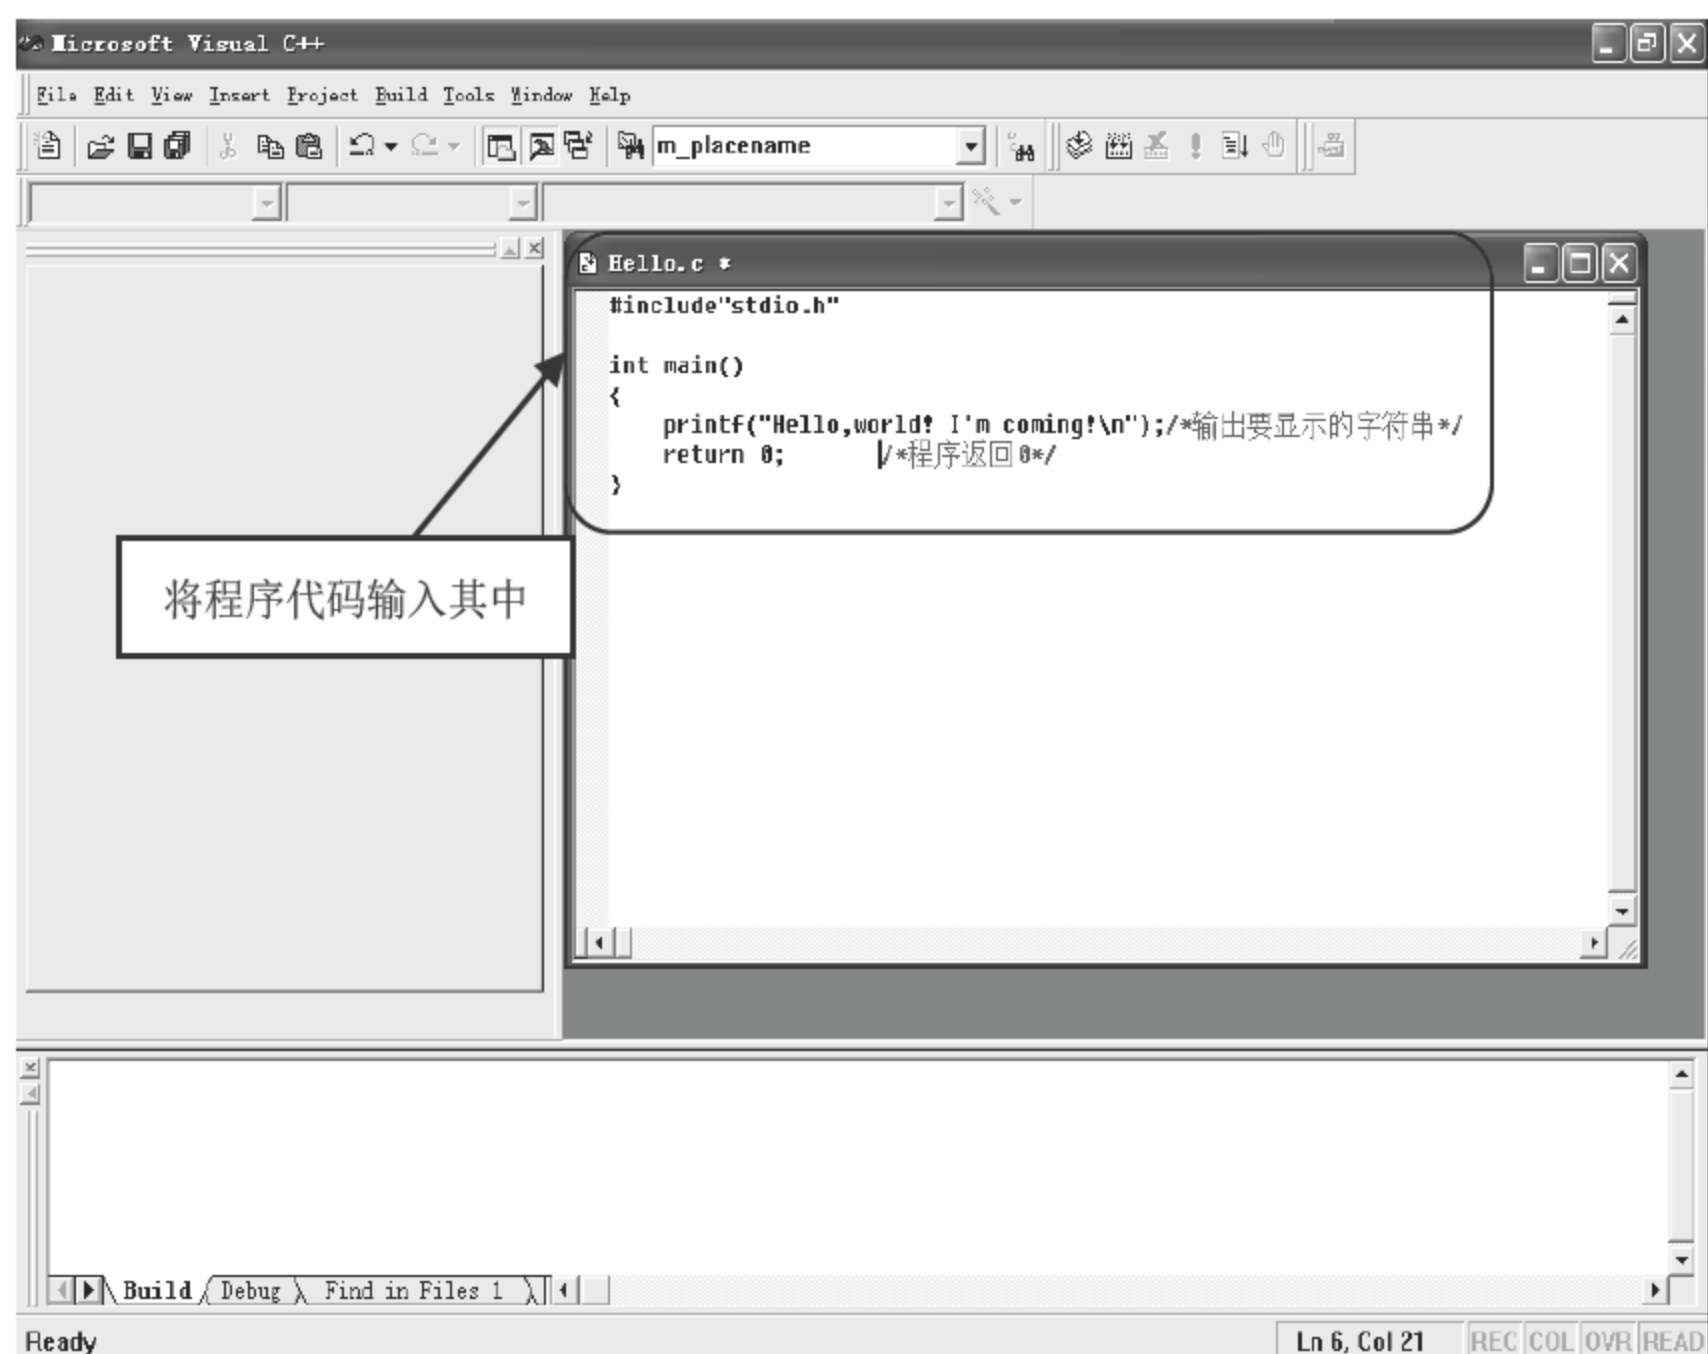 Microsoft Visual C++
File Edit View Insert Project Build Tools Window Help
m_placename
Hello.c *
#include"stdio.h"
int main()
{
printf("Hello,world! I'm coming!\n");/*输出要显示的字符串*/
return 0; /*程序返回0*/
}
将程序代码输入其中
Build Debug Find in Files 1
Ready Ln 6, Col 21 REC COL OVR READ